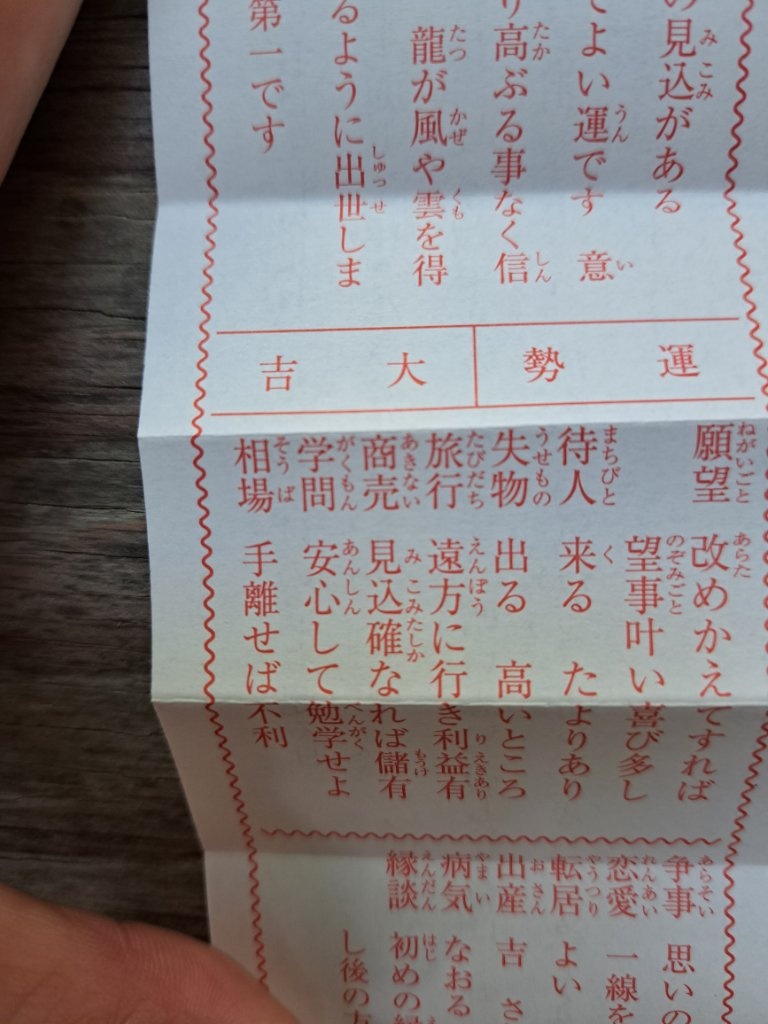 の見込がある
てよい運です　意
り高ぶる事なく信
龍が風や雲を得
るように出世しま
第一です
運勢　大吉
願望　改めかえてすれば
望事叶い喜び多し
待人　来る　たよりあり
失物　出る　高いところ
旅行　遠方に行き利益有
商売　見込確なれば儲有
学問　安心して勉学せよ
相場　手離せば不利
争事　思いの
恋愛　一線を
転居　よい
出産　吉　さ
病気　なおる
縁談　初めの縁
し後の方